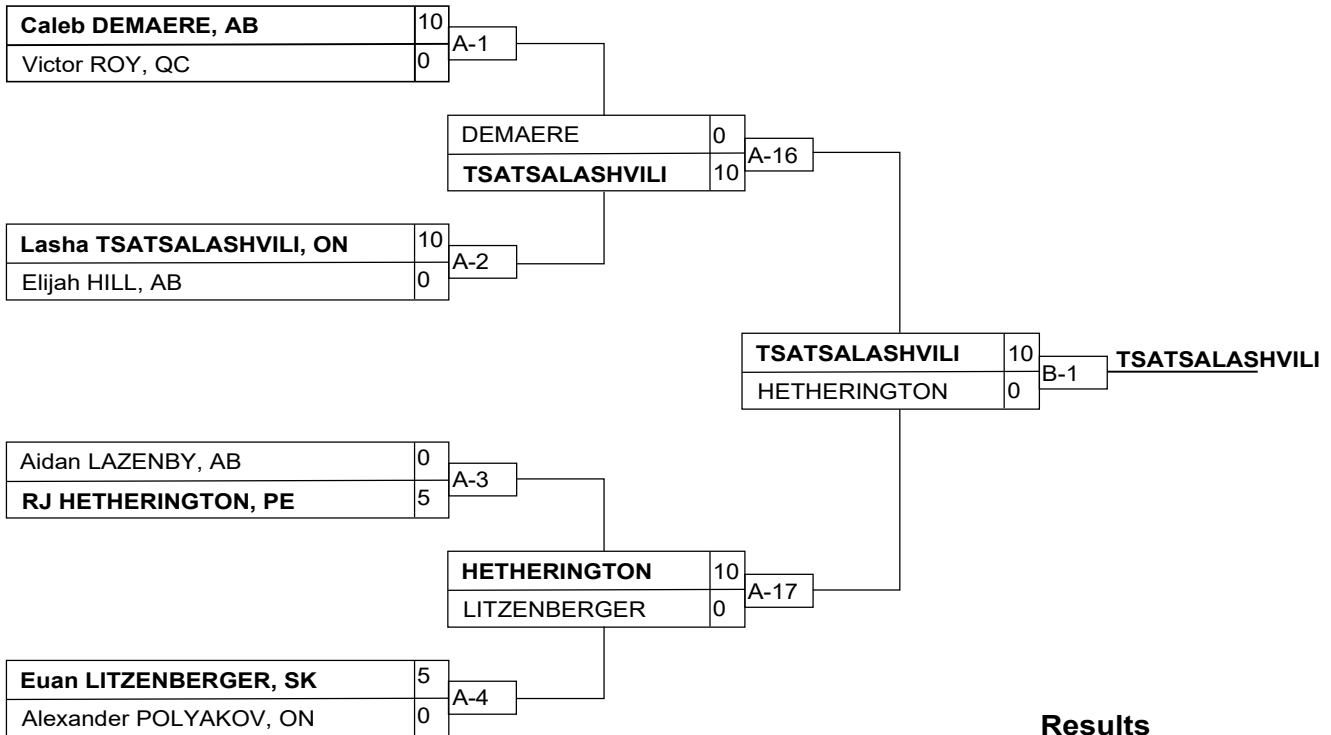 Caleb DEMAERE, AB 10
A-1
Victor ROY, QC 0
DEMAERE 0
A-16
TSATSALASHVILI 10
Lasha TSATSALASHVILI, ON 10
A-2
Elijah HILL, AB 0
TSATSALASHVILI 10
B-1 TSATSALASHVILI
HETHERINGTON 0
Aidan LAZENBY, AB 0
A-3
RJ HETHERINGTON, PE 5
HETHERINGTON 10
A-17
LITZENBERGER 0
Euan LITZENBERGER, SK 5
A-4
Alexander POLYAKOV, ON 0
Results